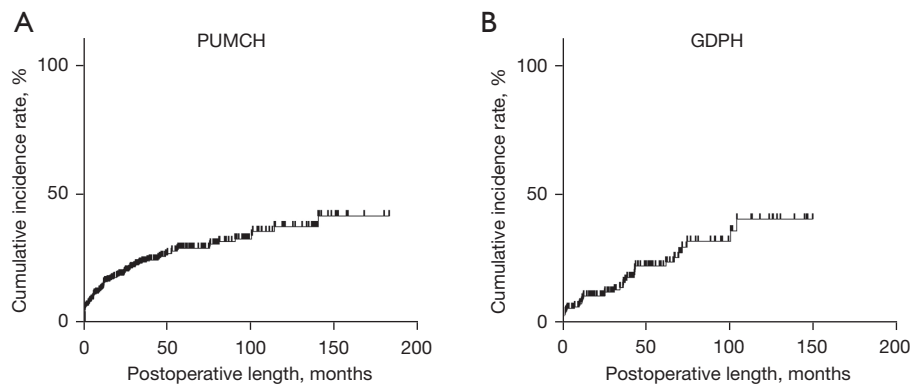 A
PUMCH
Cumulative incidence rate, %
100
50
0
0 50 100 150 200
Postoperative length, months
B
GDPH
Cumulative incidence rate, %
100
50
0
0 50 100 150 200
Postoperative length, months